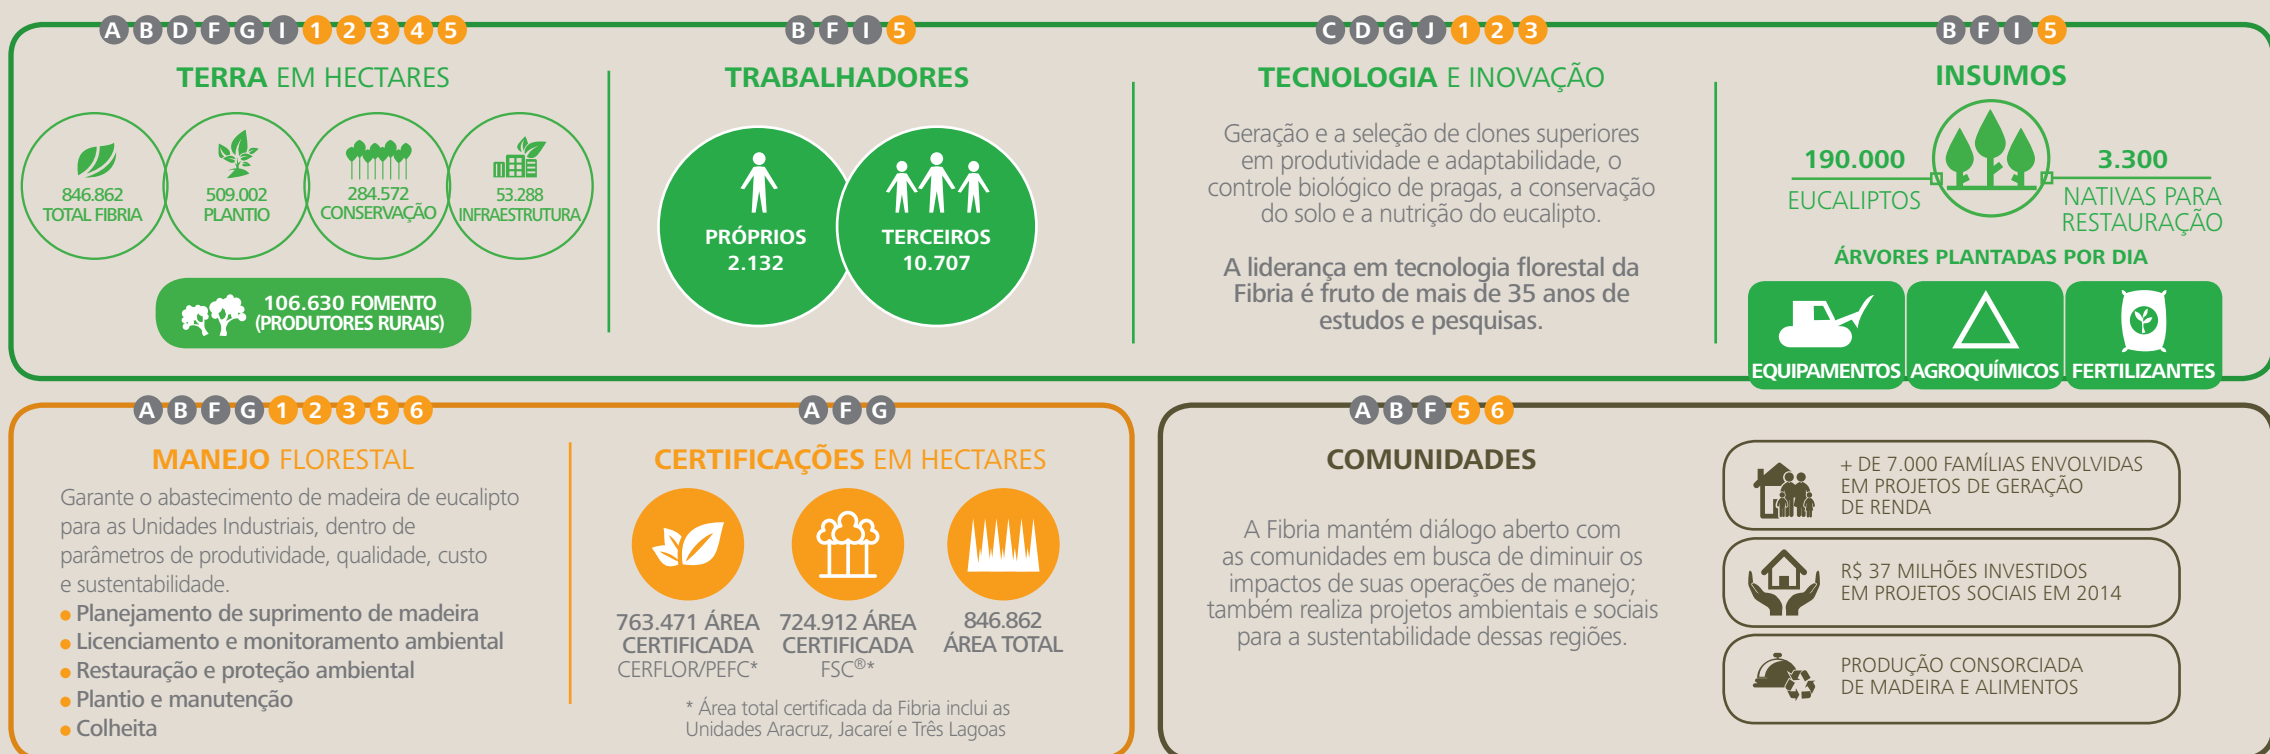 A B D F G I 1 2 3 4 5
TERRA EM HECTARES
846.862
TOTAL FIBRIA
509.002
PLANTIO
284.572
CONSERVAÇÃO
53.288
INFRAESTRUTURA
106.630 FOMENTO
(PRODUTORES RURAIS)
B F I 5
TRABALHADORES
PRÓPRIOS
2.132
TERCEIROS
10.707
C D G J 1 2 3
TECNOLOGIA E INOVAÇÃO
Geração e a seleção de clones superiores
em produtividade e adaptabilidade, o
controle biológico de pragas, a conservação
do solo e a nutrição do eucalipto.
A liderança em tecnologia florestal da
Fibria é fruto de mais de 35 anos de
estudos e pesquisas.
B F I 5
INSUMOS
190.000
EUCALIPTOS
3.300
NATIVAS PARA
RESTAURAÇÃO
ÁRVORES PLANTADAS POR DIA
EQUIPAMENTOS
AGROQUÍMICOS
FERTILIZANTES
A B F G 1 2 3 5 6
MANEJO FLORESTAL
Garante o abastecimento de madeira de eucalipto
para as Unidades Industriais, dentro de
parâmetros de produtividade, qualidade, custo
e sustentabilidade.
• Planejamento de suprimento de madeira
• Licenciamento e monitoramento ambiental
• Restauração e proteção ambiental
• Plantio e manutenção
• Colheita
A F G
CERTIFICAÇÕES EM HECTARES
763.471 ÁREA
CERTIFICADA
CERFLOR/PEFC*
724.912 ÁREA
CERTIFICADA
FSC®*
846.862
ÁREA TOTAL
* Área total certificada da Fibria inclui as
Unidades Aracruz, Jacareí e Três Lagoas
A B F 5 6
COMUNIDADES
A Fibria mantém diálogo aberto com
as comunidades em busca de diminuir os
impactos de suas operações de manejo;
também realiza projetos ambientais e sociais
para a sustentabilidade dessas regiões.
+ DE 7.000 FAMÍLIAS ENVOLVIDAS
EM PROJETOS DE GERAÇÃO
DE RENDA
R$ 37 MILHÕES INVESTIDOS
EM PROJETOS SOCIAIS EM 2014
PRODUÇÃO CONSORCIADA
DE MADEIRA E ALIMENTOS